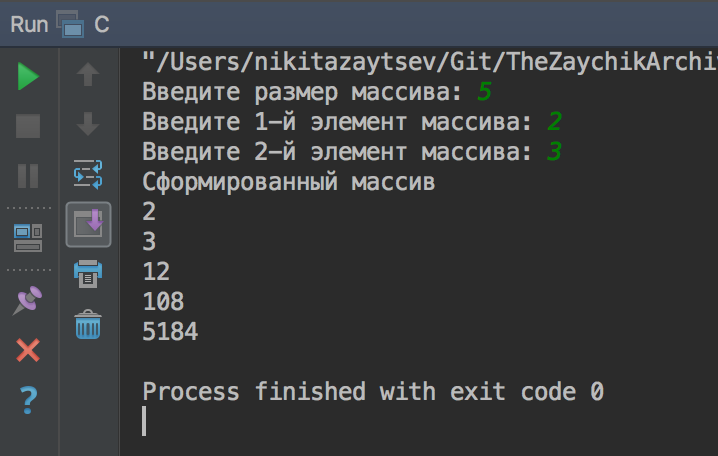 Run C
"/Users/nikitazaytsev/Git/TheZaychikArchi
Введите размер массива: 5
Введите 1-й элемент массива: 2
Введите 2-й элемент массива: 3
Сформированный массив
2
3
12
108
5184
Process finished with exit code 0